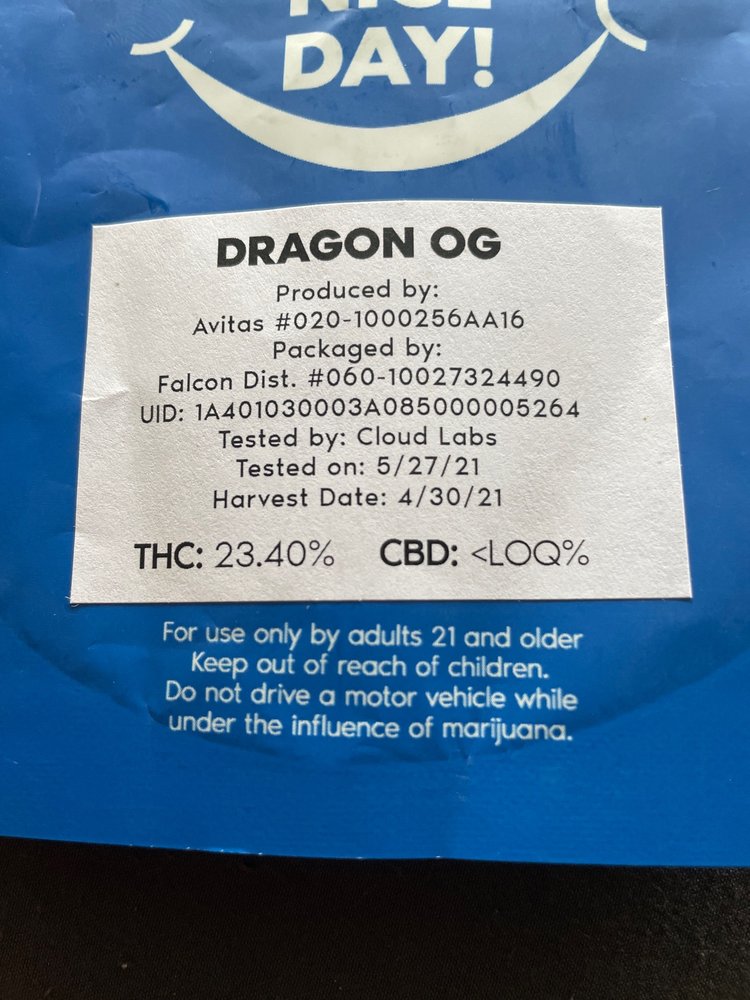 NICE
DAY!
DRAGON OG
Produced by:
Avitas #020-1000256AA16
Packaged by:
Falcon Dist. #060-10027324490
UID: 1A401030003A085000005264
Tested by: Cloud Labs
Tested on: 5/27/21
Harvest Date: 4/30/21
THC: 23.40% CBD: <LOQ%
For use only by adults 21 and older
Keep out of reach of children.
Do not drive a motor vehicle while
under the influence of marijuana.